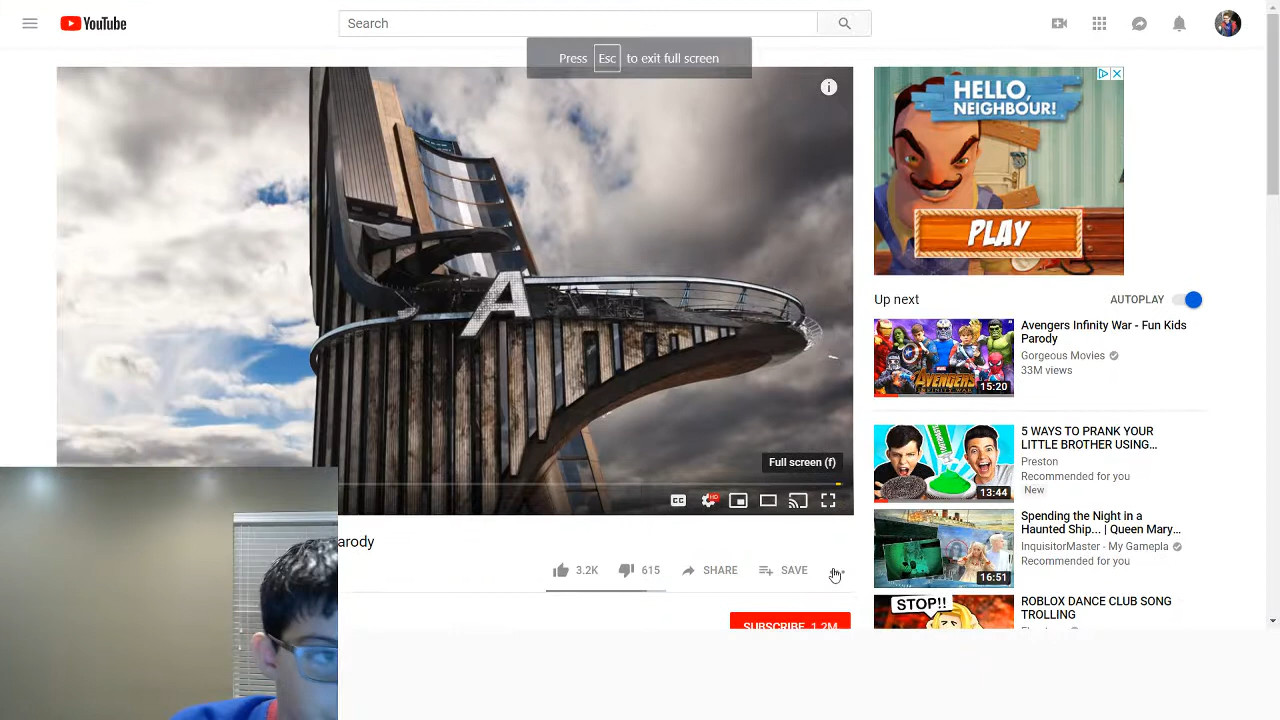 YouTube
Search
Press Esc to exit full screen
i
HELLO,
NEIGHBOUR!
PLAY
A
Up next
AUTOPLAY
Avengers Infinity War - Fun Kids
Parody
Gorgeous Movies
33M views
AVENGERS
15:20
5 WAYS TO PRANK YOUR
LITTLE BROTHER USING...
Preston
Recommended for you
New
13:44
Full screen (f)
CC
HD
Spending the Night in a
Haunted Ship... | Queen Mary...
InquisitorMaster - My Gamepla
Recommended for you
16:51
arody
3.2K
615
SHARE
SAVE
STOP!!
ROBLOX DANCE CLUB SONG
TROLLING
SUBSCRIBE 1.2M